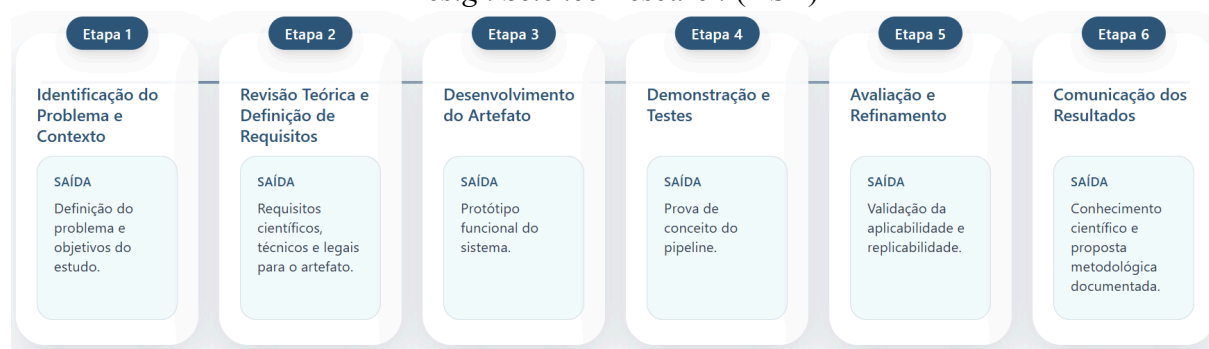 Etapa 1
Identificação do
Problema e
Contexto
SAÍDA
Definição do
problema e
objetivos do
estudo.
Etapa 2
Revisão Teórica e
Definição de
Requisitos
SAÍDA
Requisitos
científicos,
técnicos e legais
para o artefato.
Etapa 3
Desenvolvimento
do Artefato
SAÍDA
Protótipo
funcional do
sistema.
Etapa 4
Demonstração e
Testes
SAÍDA
Prova de
conceito do
pipeline.
Etapa 5
Avaliação e
Refinamento
SAÍDA
Validação da
aplicabilidade e
replicabilidade.
Etapa 6
Comunicação dos
Resultados
SAÍDA
Conhecimento
científico e
proposta
metodológica
documentada.